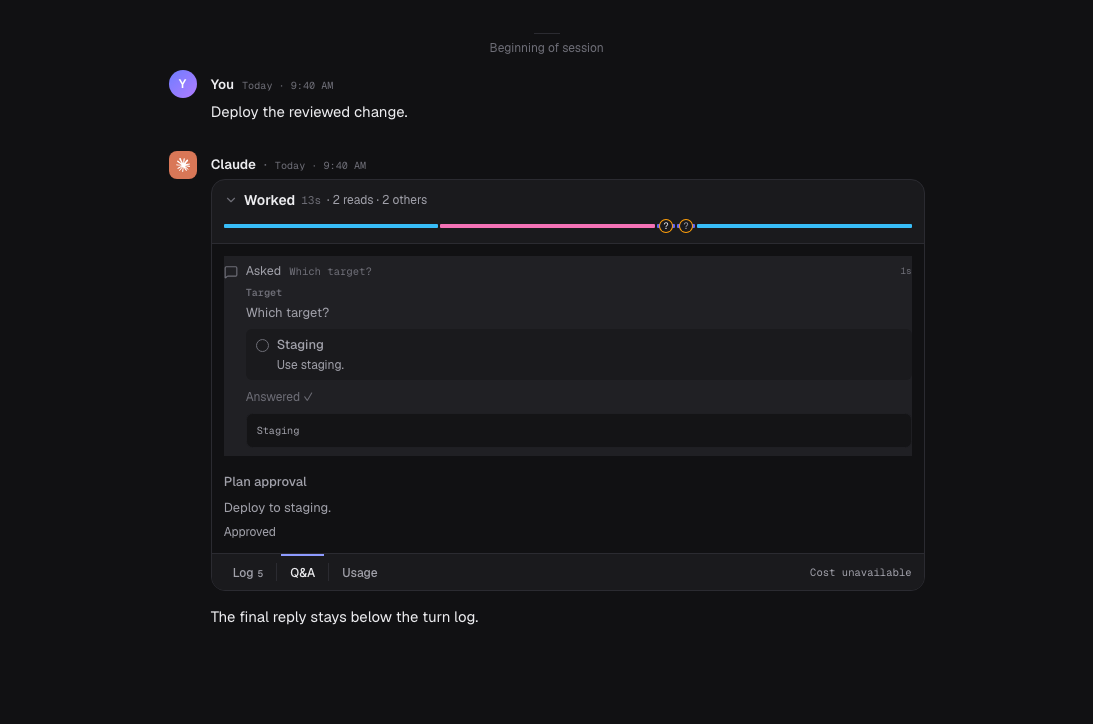 Beginning of session
Y
You Today · 9:40 AM
Deploy the reviewed change.
Claude · Today · 9:40 AM
Worked 13s · 2 reads · 2 others
? ?
Asked Which target? 1s
Target
Which target?
Staging
Use staging.
Answered ✓
Staging
Plan approval
Deploy to staging.
Approved
Log 5 Q&A Usage Cost unavailable
The final reply stays below the turn log.